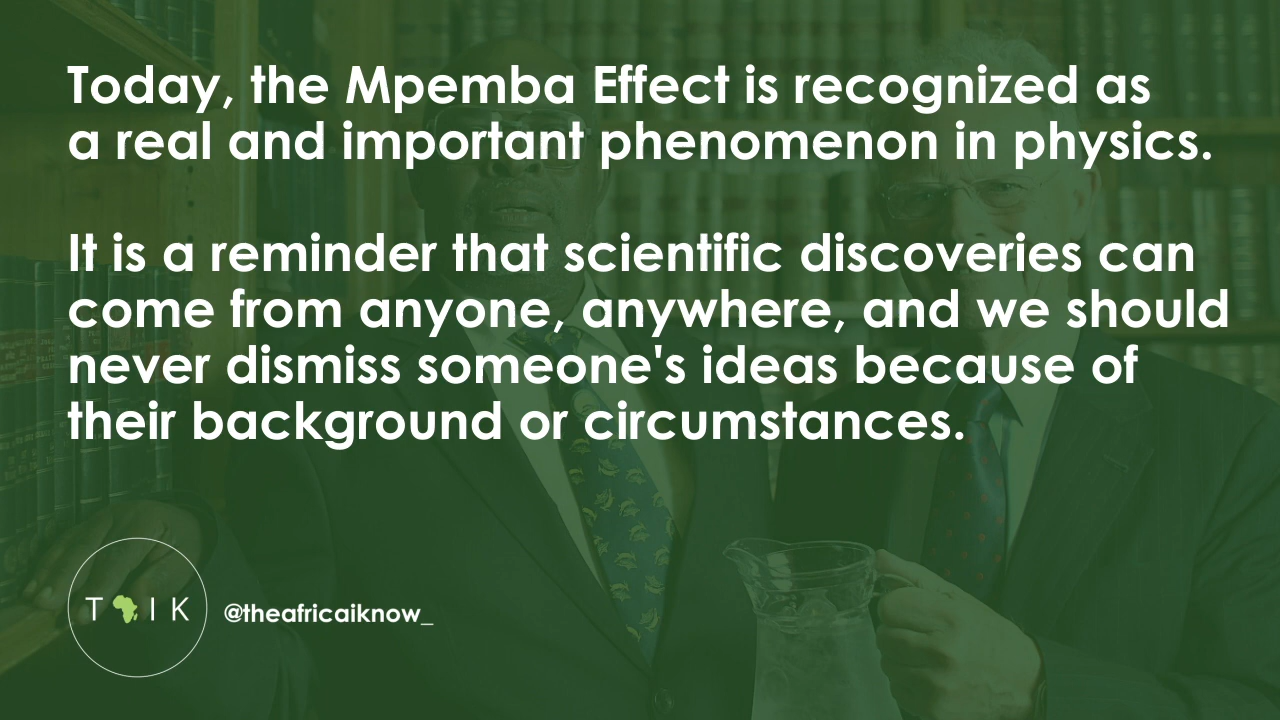 Today, the Mpemba Effect is recognized as
a real and important phenomenon in physics.
It is a reminder that scientific discoveries can
come from anyone, anywhere, and we should
never dismiss someone's ideas because of
their background or circumstances.
T IK
@theafricaiknow_